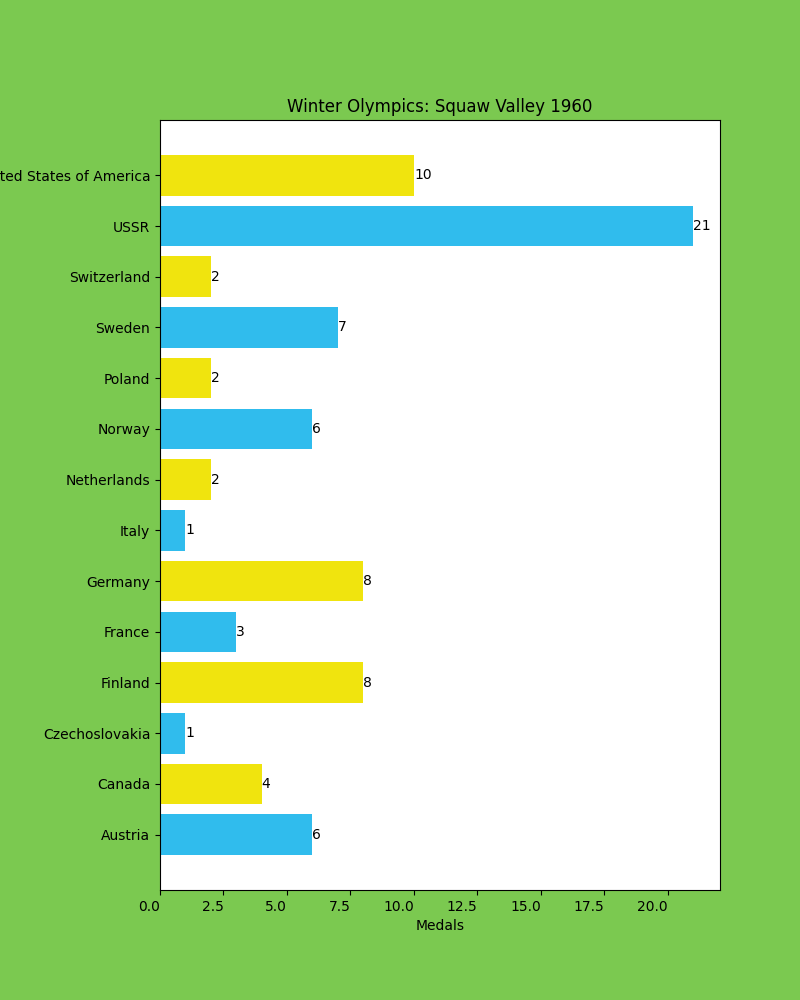 Winter Olympics: Squaw Valley 1960
ted States of America 10
USSR 21
Switzerland 2
Sweden 7
Poland 2
Norway 6
Netherlands 2
Italy 1
Germany 8
France 3
Finland 8
Czechoslovakia 1
Canada 4
Austria 6
0.0 2.5 5.0 7.5 10.0 12.5 15.0 17.5 20.0
Medals